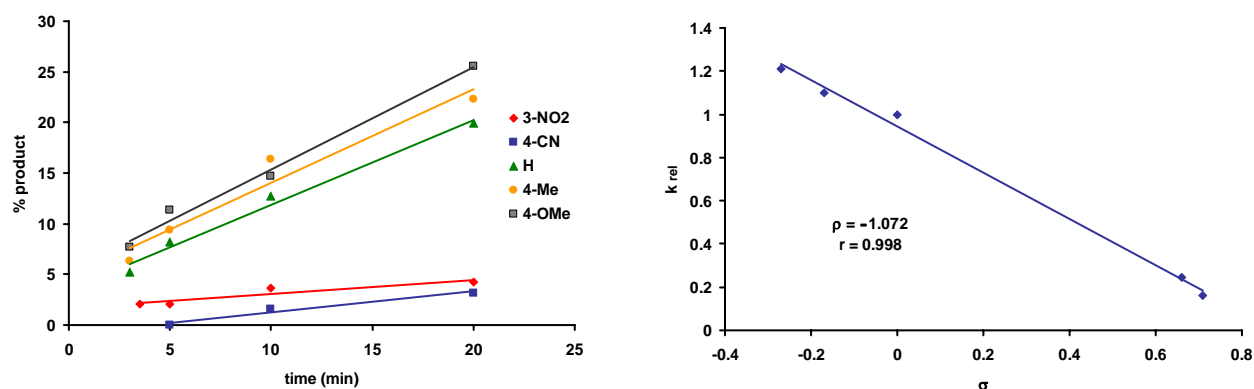 30
25
20
15
10
5
0
% product
0 5 10 15 20 25
time (min)
3-NO2
4-CN
H
4-Me
4-OMe
1.4
1.2
1
0.8
0.6
0.4
0.2
0
k rel
-0.4 -0.2 0 0.2 0.4 0.6 0.8
σ
ρ = -1.072
r = 0.998